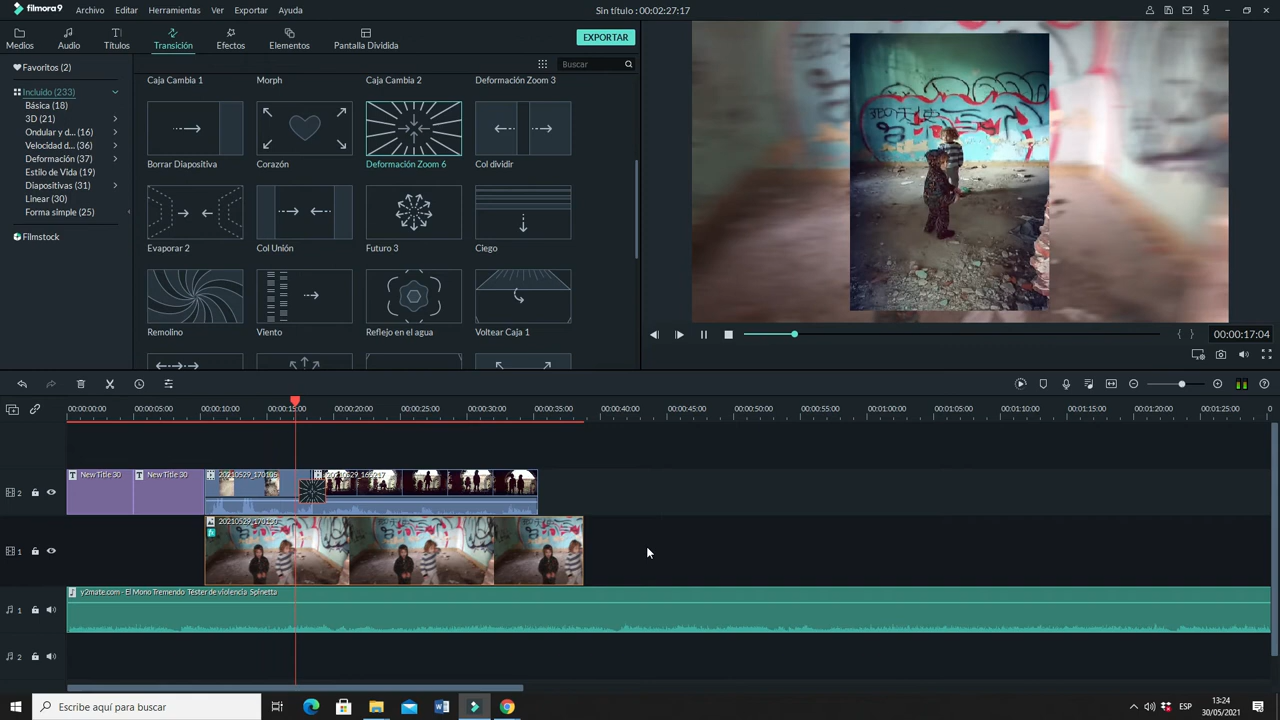 filmora9 Archivo Editar Herramientas Ver Exportar Ayuda Sin título : 00:02:27:17
Medios Audio Títulos Transición Efectos Elementos Pantalla Dividida EXPORTAR
Favoritos (2)
Incluido (233)
Básica (18)
3D (21)
Ondular y d... (16)
Velocidad d... (36)
Deformación (37)
Estilo de Vida (19)
Diapositivas (31)
Linear (30)
Forma simple (25)
Filmstock
Buscar
Caja Cambia 1 Morph Caja Cambia 2 Deformación Zoom 3
Borrar Diapositiva Corazón Deformación Zoom 6 Col dividir
Evaporar 2 Col Unión Futuro 3 Ciego
Remolino Viento Reflejo en el agua Voltear Caja 1
{ } 00:00:17:04
00:00:00:00 00:00:05:00 00:00:10:00 00:00:15:00 00:00:20:00 00:00:25:00 00:00:30:00 00:00:35:00 00:00:40:00 00:00:45:00 00:00:50:00 00:00:55:00 00:01:00:00 00:01:05:00 00:01:10:00 00:01:15:00 00:01:20:00 00:01:25:00 0
2 T New Title 30 T New Title 30
1
1 y2mate.com - El Mono Tremendo Téster de violencia Spinetta
2
Escribe aquí para buscar
ESP
13:24
30/05/2021